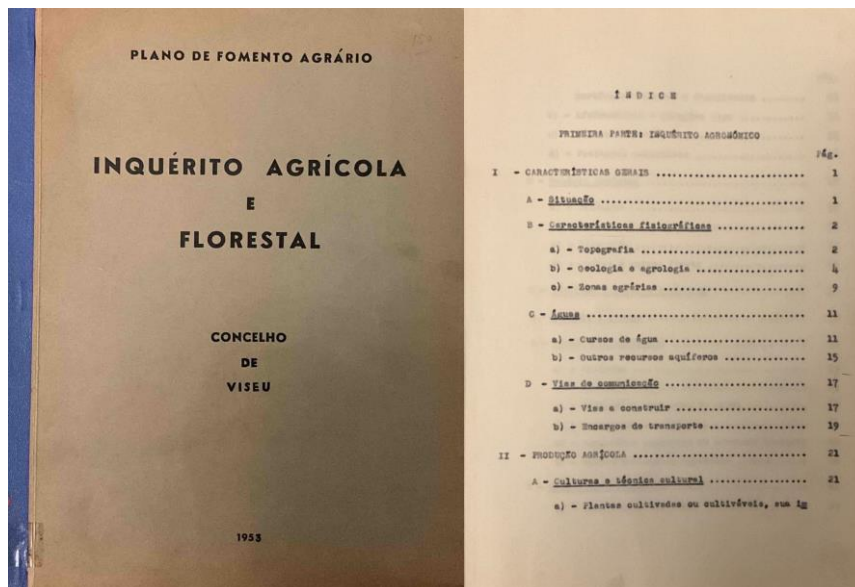 PLANO DE FOMENTO AGRÁRIO
INQUÉRITO AGRÍCOLA
E
FLORESTAL
CONCELHO
DE
VISEU
1953
ÍNDICE
PRIMEIRA PARTE: INQUÉRITO AGRONÓMICO
Pág.
I - CARACTERÍSTICAS GERAIS ........................ 1
A - Situação ................................. 1
B - Características fisiográficas ............... 2
a) - Topografia ............................ 2
b) - Geologia e agrologia .................. 4
c) - Zonas agrárias ........................ 9
C - Águas .................................... 11
a) - Cursos de água ....................... 11
b) - Outros recursos aquíferos ............. 15
D - Vias de comunicação ...................... 17
a) - Vias a construir ..................... 17
b) - Encargos de transporte ............... 19
II - PRODUÇÃO AGRÍCOLA ............................. 21
A - Culturas e técnica cultural ................. 21
a) - Plantas cultivadas ou cultiváveis, sua ig